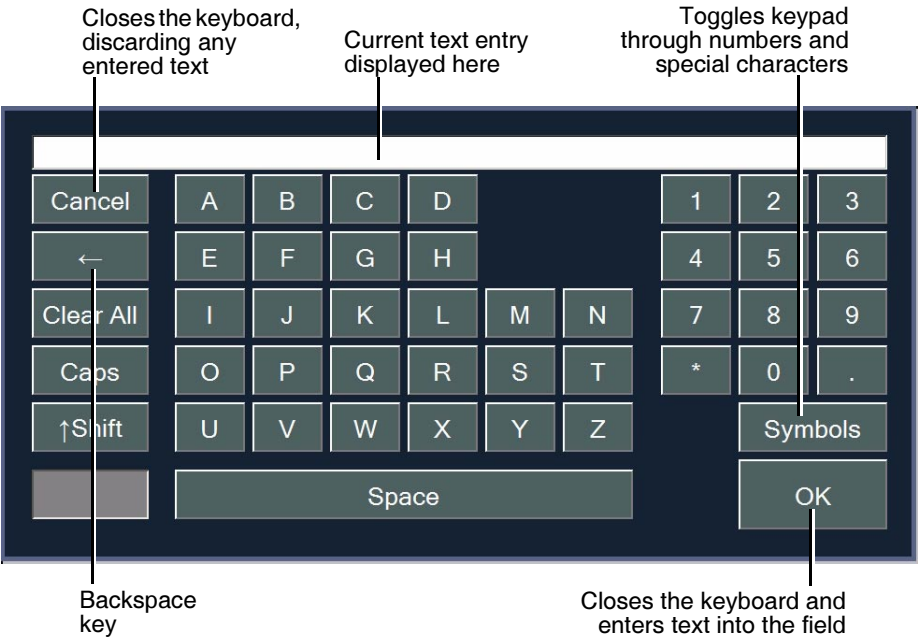 Closes the keyboard,
discarding any
entered text
Current text entry
displayed here
Toggles keypad
through numbers and
special characters
Cancel A B C D 1 2 3
← E F G H 4 5 6
Clear All I J K L M N 7 8 9
Caps O P Q R S T * 0 .
↑Shift U V W X Y Z Symbols
Space OK
Backspace
key
Closes the keyboard and
enters text into the field